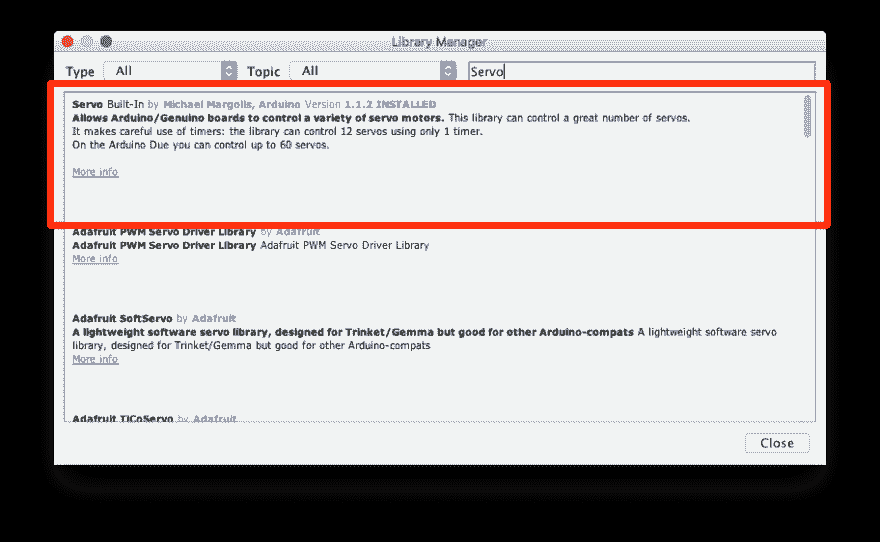 Library Manager
Type All Topic All Servo
Servo Built-In by Michael Margolis, Arduino Version 1.1.2 INSTALLED
Allows Arduino/Genuino boards to control a variety of servo motors. This library can control a great number of servos.
It makes careful use of timers: the library can control 12 servos using only 1 timer.
On the Arduino Due you can control up to 60 servos.
More info
Adafruit PWM Servo Driver Library by Adafruit
Adafruit PWM Servo Driver Library Adafruit PWM Servo Driver Library
More info
Adafruit SoftServo by Adafruit
A lightweight software servo library, designed for Trinket/Gemma but good for other Arduino-compats A lightweight software servo
library, designed for Trinket/Gemma but good for other Arduino-compats
More info
Adafruit TiCoServo by Adafruit
Close